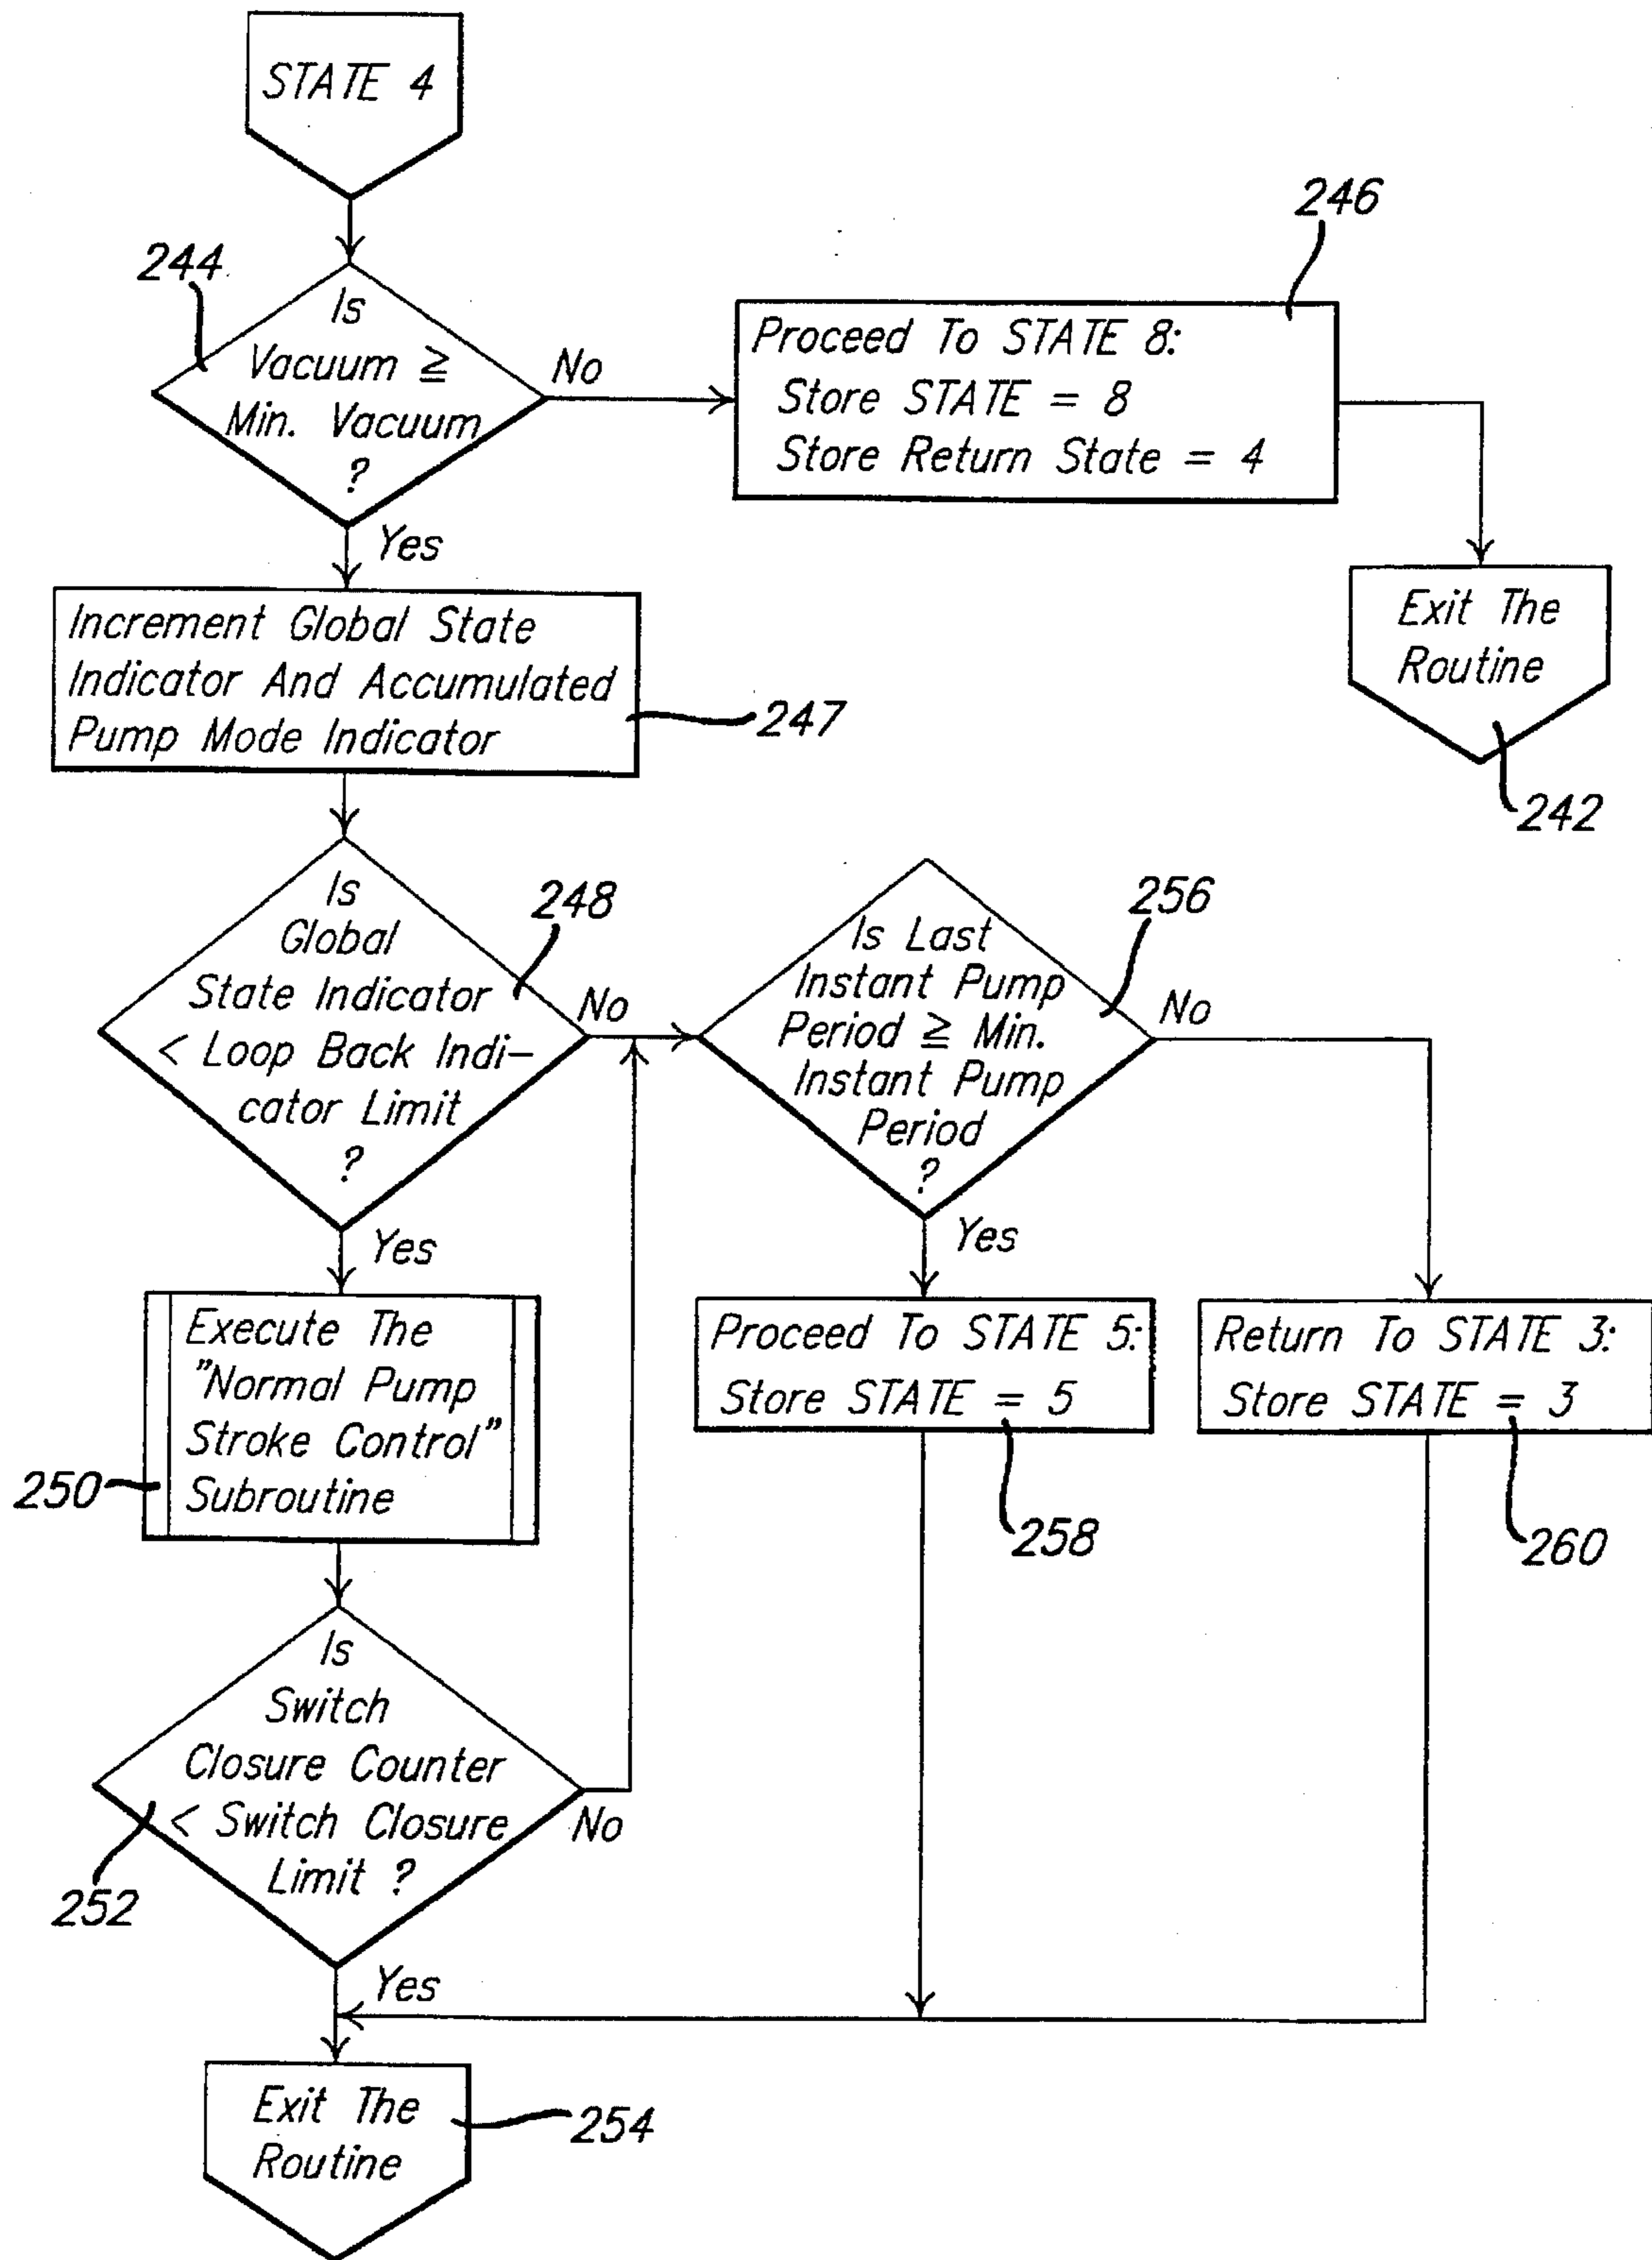 STATE 4
246
244
Is
Vacuum ≧
Min. Vacuum
?
No
Proceed To STATE 8:
Store STATE = 8
Store Return State = 4
Yes
Exit The
Routine
242
Increment Global State
Indicator And Accumulated
Pump Mode Indicator
247
Is
Global
State Indicator
< Loop Back Indi-
cator Limit
?
248
No
Is Last
Instant Pump
Period ≧ Min.
Instant Pump
Period
?
256
No
Yes
Yes
Execute The
"Normal Pump
Stroke Control"
Subroutine
250
Proceed To STATE 5:
Store STATE = 5
258
Return To STATE 3:
Store STATE = 3
260
Is
Switch
Closure Counter
< Switch Closure
Limit ?
252
No
Yes
Exit The
Routine
254